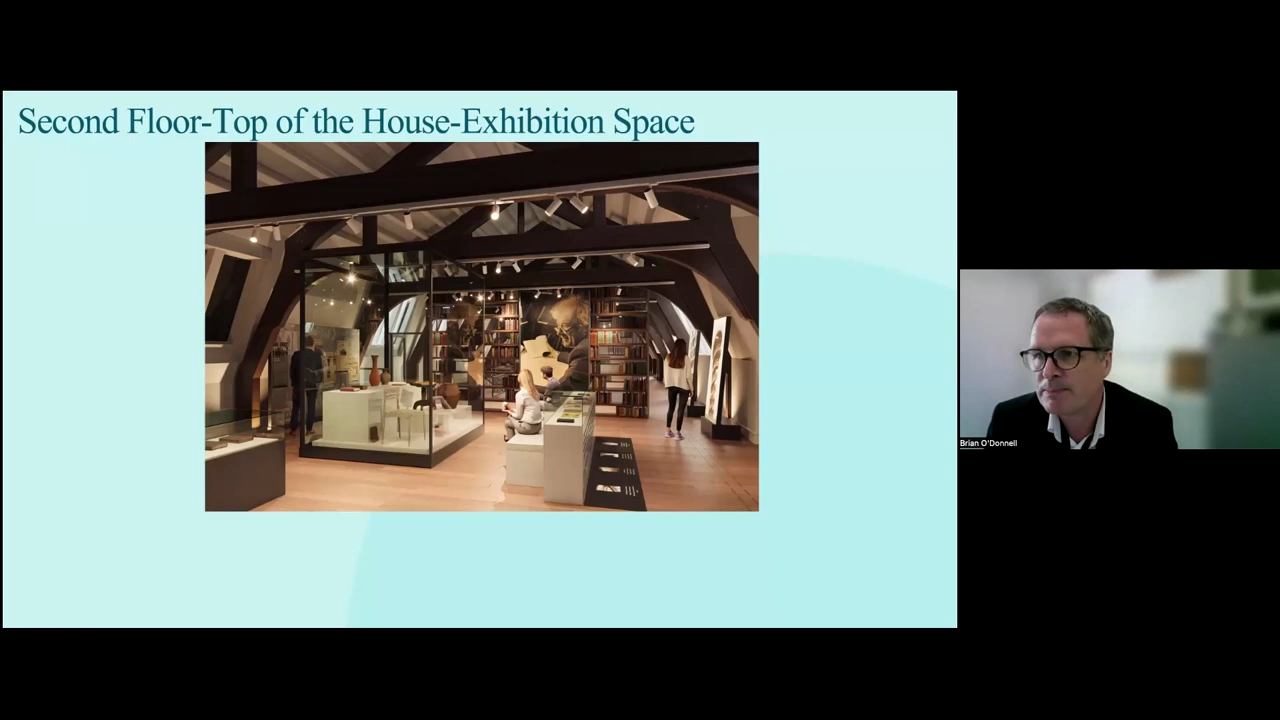 Second Floor-Top of the House-Exhibition Space
Brian O'Donnell